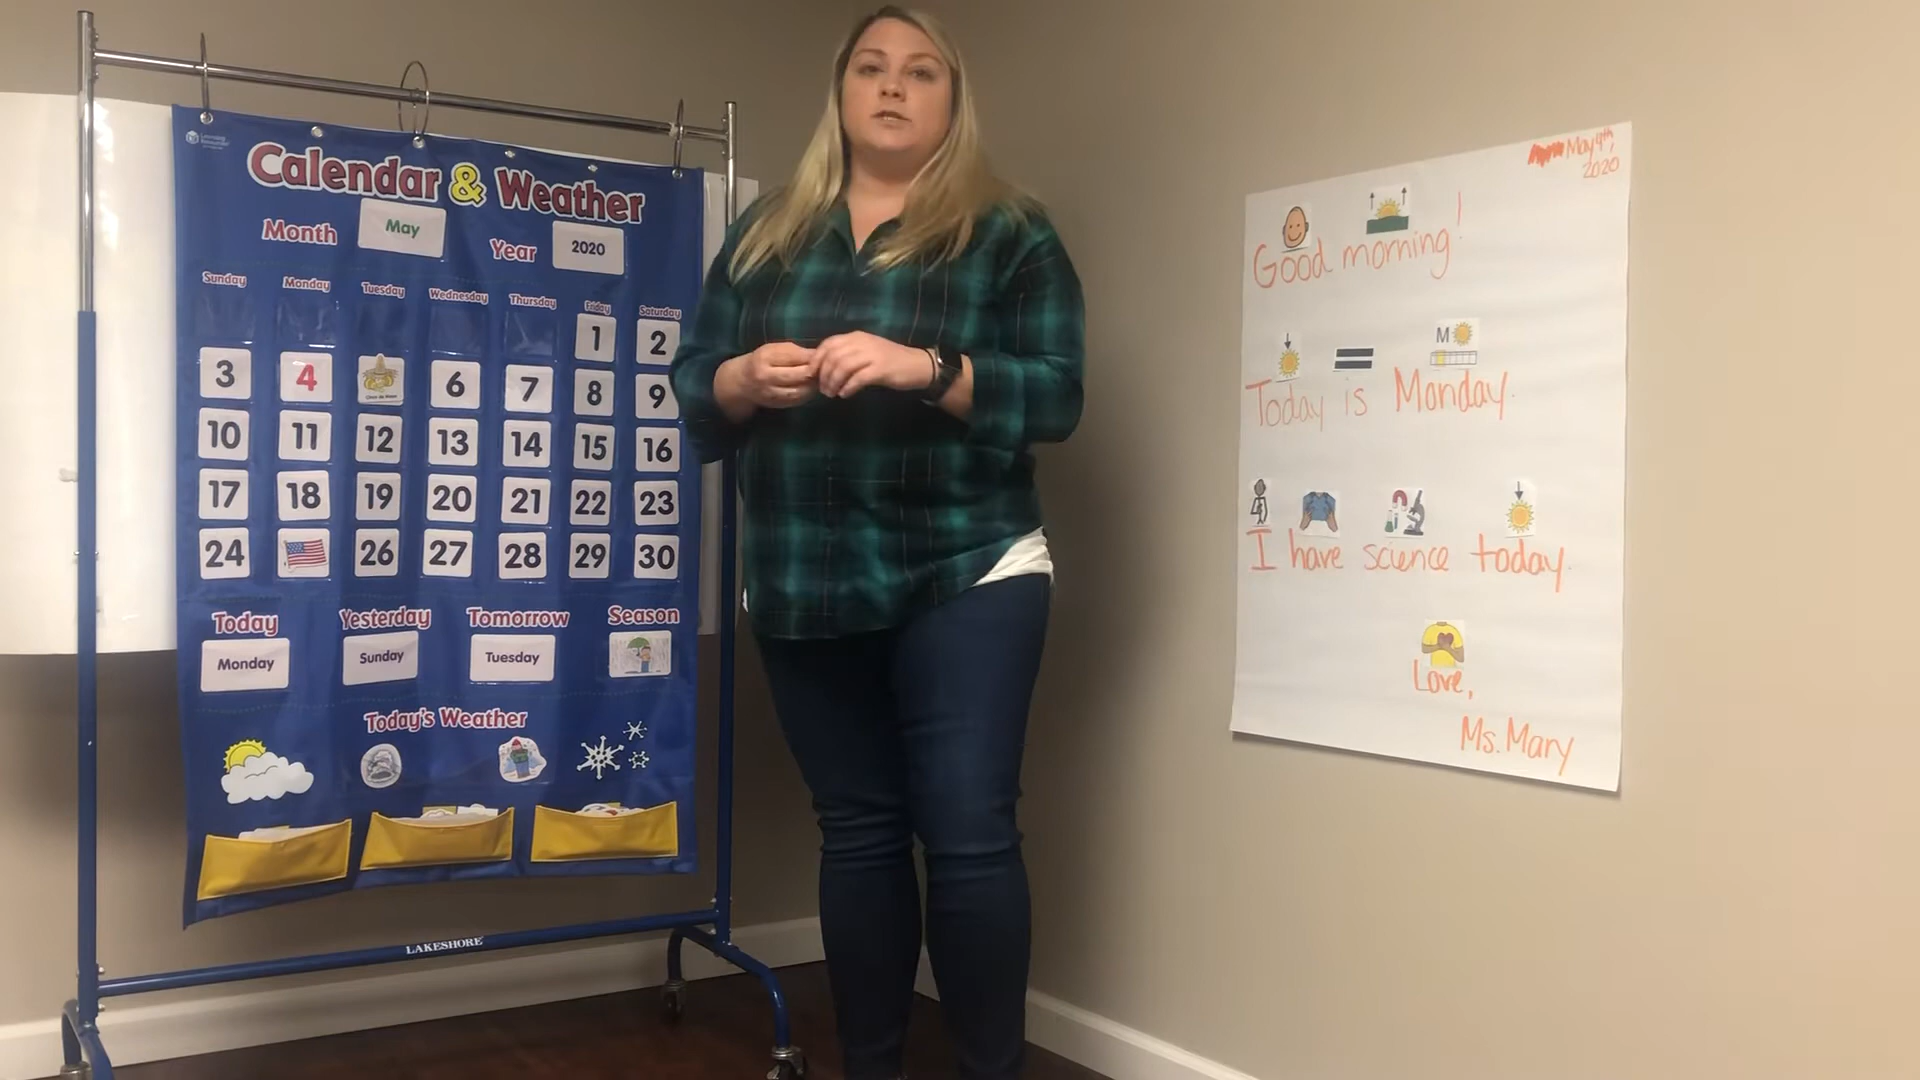 Learning Resources
Calendar & Weather
Month May Year 2020
Sunday Monday Tuesday Wednesday Thursday Friday Saturday
1 2
3 4 6 7 8 9
10 11 12 13 14 15 16
17 18 19 20 21 22 23
24 26 27 28 29 30
Today Yesterday Tomorrow Season
Monday Sunday Tuesday
Today's Weather
LAKESHORE
May 4th,
2020
Good morning!
M
Today is Monday.
I have science today.
Love,
Ms. Mary